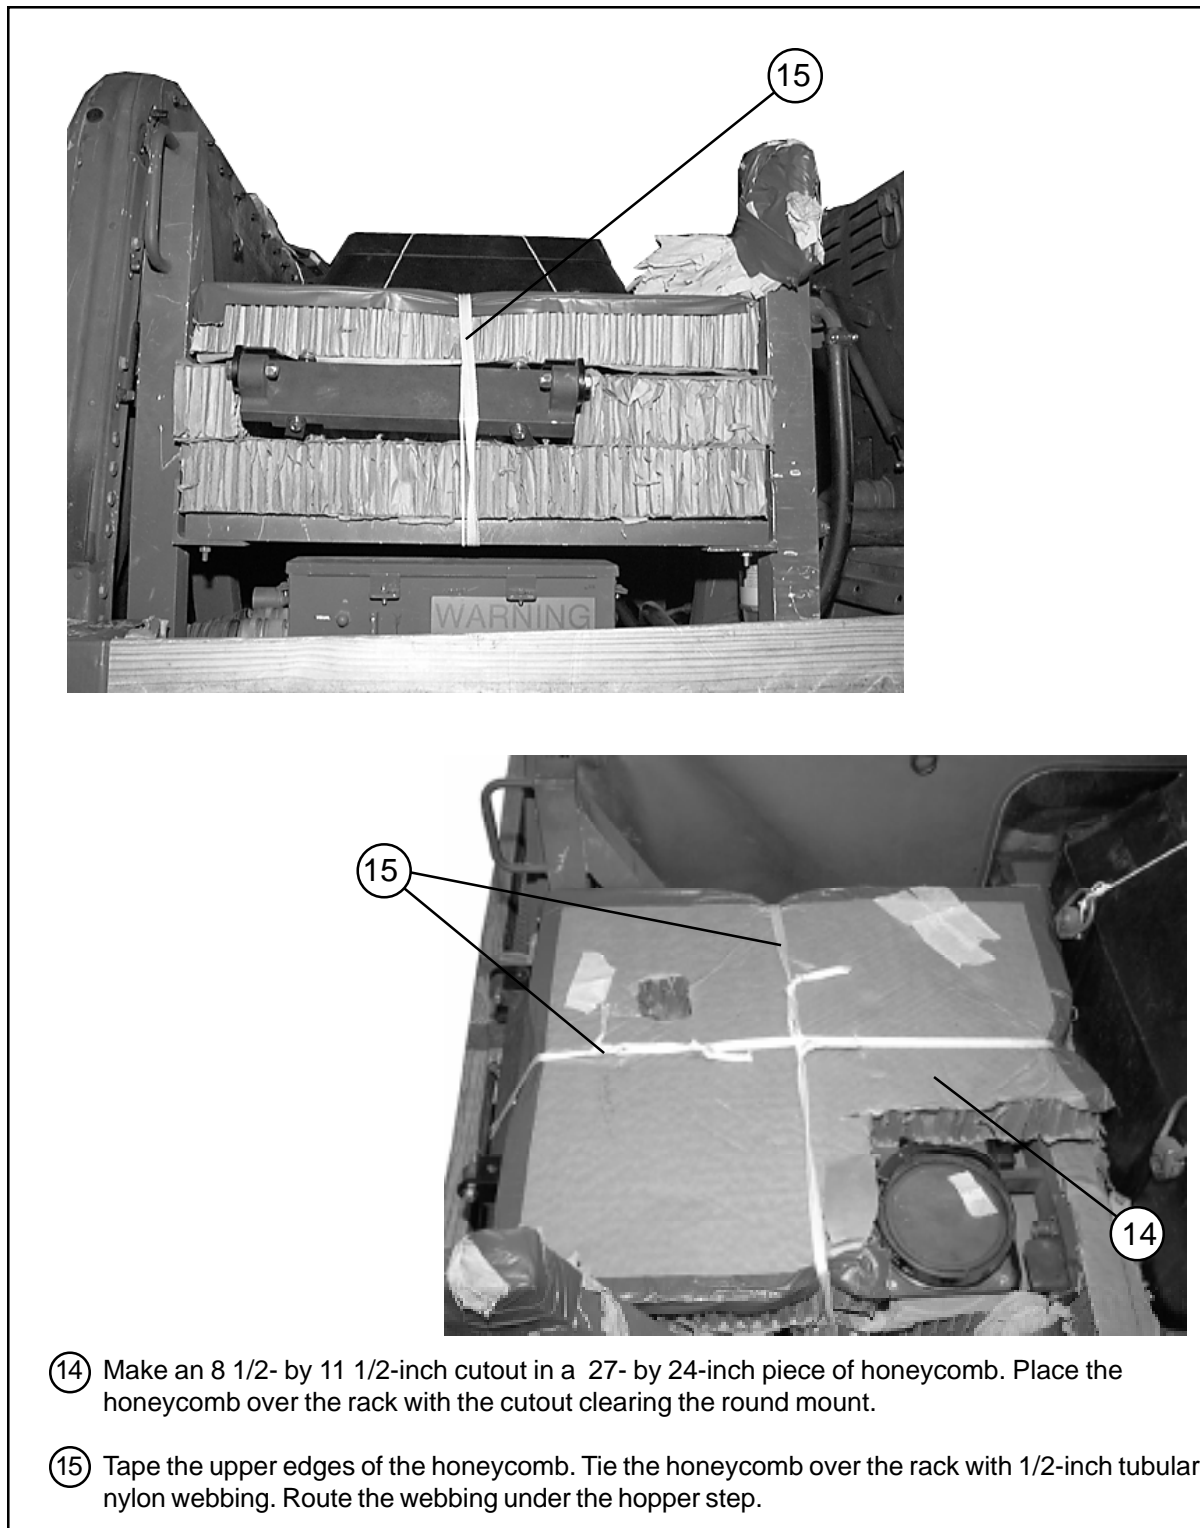 15
WARNING
15
14
14 Make an 8 1/2- by 11 1/2-inch cutout in a 27- by 24-inch piece of honeycomb. Place the
honeycomb over the rack with the cutout clearing the round mount.
15 Tape the upper edges of the honeycomb. Tie the honeycomb over the rack with 1/2-inch tubular
nylon webbing. Route the webbing under the hopper step.